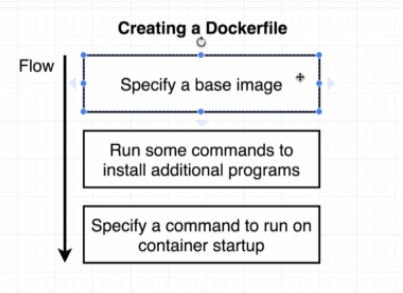 Creating a Dockerfile
Flow
Specify a base image
Run some commands to
install additional programs
Specify a command to run on
container startup